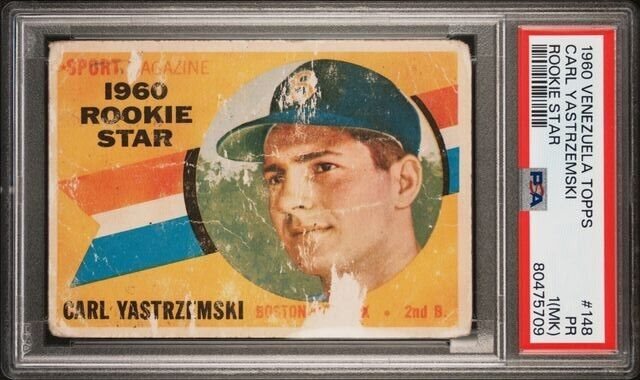 SPORT MAGAZINE
1960
ROOKIE
STAR
CARL YASTRZEMSKI
BOSTON • 2nd B.
1960 VENEZUELA TOPPS
CARL YASTRZEMSKI
ROOKIE STAR
PSA
#148
PR
1(MK)
80475709